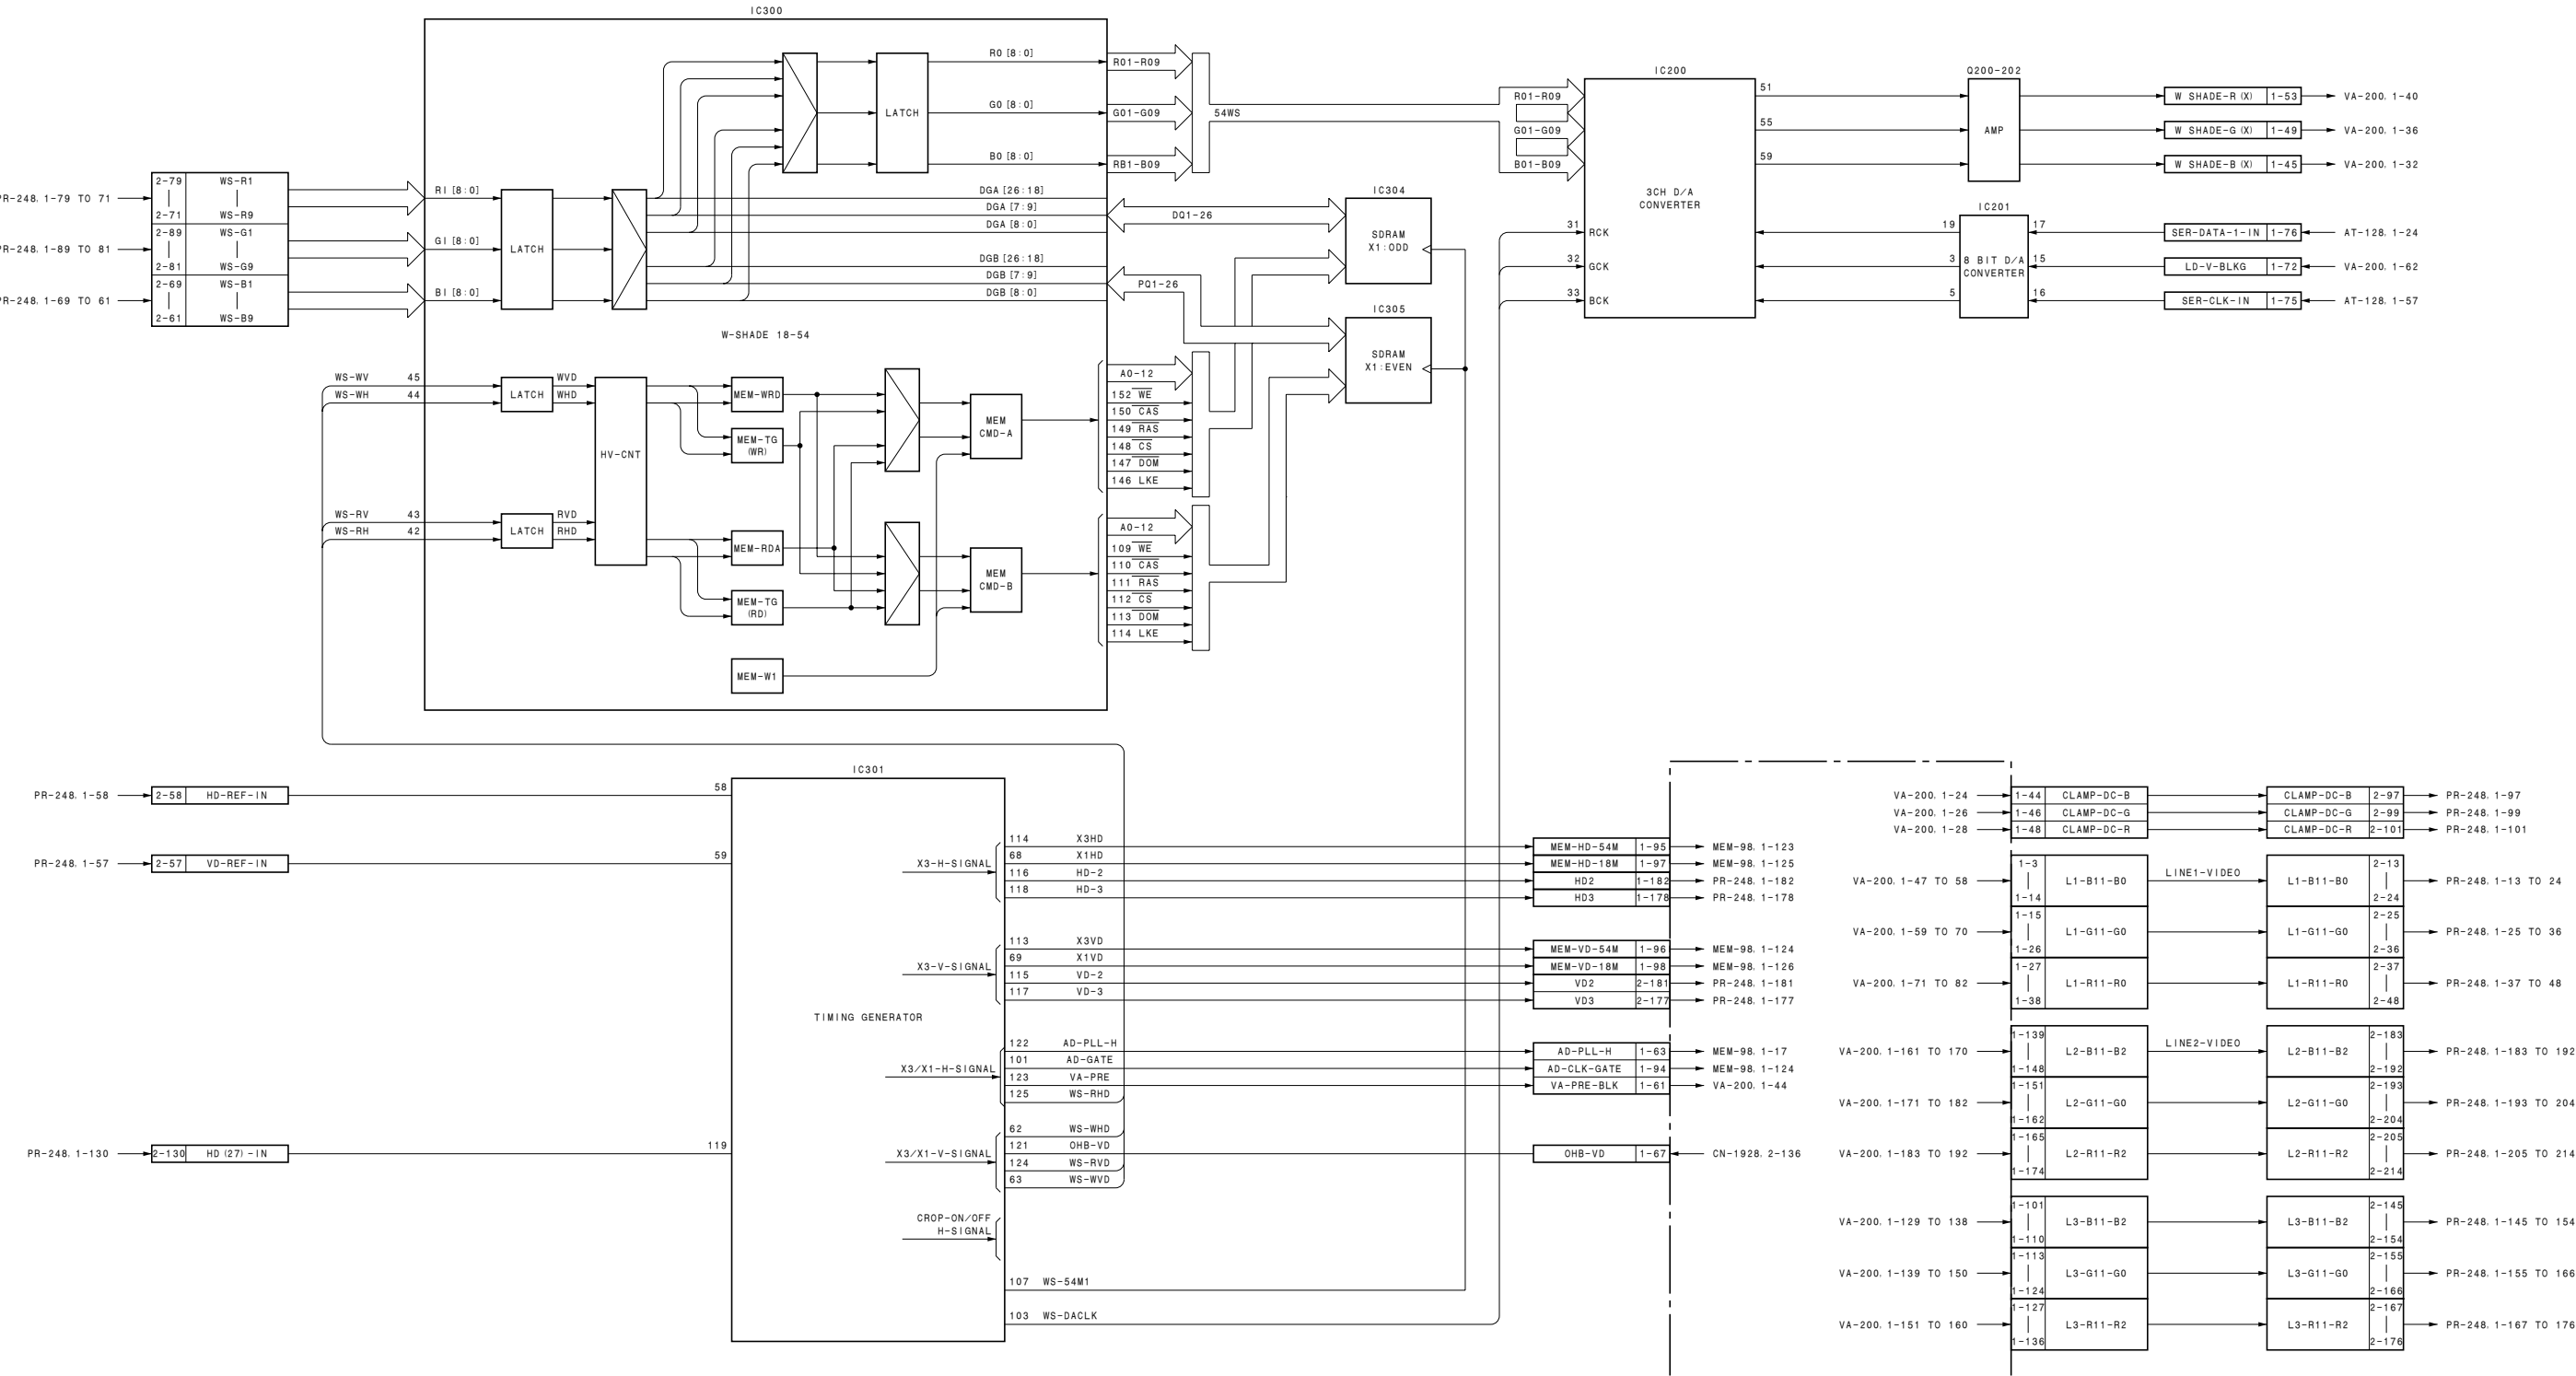 IC300
R0 [8:0]
R01-R09
LATCH
G0 [8:0]
G01-G09
54WS
B0 [8:0]
RB1-B09
2-79 WS-R1
PR-248, 1-79 TO 71
2-71 WS-R9
2-89 WS-G1
PR-248, 1-89 TO 81
2-81 WS-G9
2-69 WS-B1
PR-248, 1-69 TO 61
2-61 WS-B9
RI [8:0]
GI [8:0]
BI [8:0]
LATCH
DGA [26:18]
DGA [7:9]
DGA [8:0]
DGB [26:18]
DGB [7:9]
DGB [8:0]
DQ1-26
PQ1-26
IC304
SDRAM
X1:ODD
IC305
SDRAM
X1:EVEN
W-SHADE 18-54
WS-WV 45
WS-WH 44
LATCH
WVD
WHD
WS-RV 43
WS-RH 42
LATCH
RVD
RHD
HV-CNT
MEM-WRD
MEM-TG
(WR)
MEM-RDA
MEM-TG
(RD)
MEM-W1
MEM
CMD-A
MEM
CMD-B
A0-12
152 WE
150 CAS
149 RAS
148 CS
147 DOM
146 LKE
A0-12
109 WE
110 CAS
111 RAS
112 CS
113 DOM
114 LKE
IC200
R01-R09
G01-G09
B01-B09
3CH D/A
CONVERTER
31 RCK
32 GCK
33 BCK
51
55
59
19
3
5
Q200-202
AMP
W SHADE-R (X) 1-53 VA-200, 1-40
W SHADE-G (X) 1-49 VA-200, 1-36
W SHADE-B (X) 1-45 VA-200, 1-32
IC201
8 BIT D/A
CONVERTER
17 SER-DATA-1-IN 1-76 AT-128, 1-24
15 LD-V-BLKG 1-72 VA-200, 1-62
16 SER-CLK-IN 1-75 AT-128, 1-57
IC301
PR-248, 1-58 2-58 HD-REF-IN 58
PR-248, 1-57 2-57 VD-REF-IN 59
PR-248, 1-130 2-130 HD (27) -IN 119
TIMING GENERATOR
X3-H-SIGNAL
114 X3HD MEM-HD-54M 1-95 MEM-98, 1-123
68 X1HD MEM-HD-18M 1-97 MEM-98, 1-125
116 HD-2 HD2 1-182 PR-248, 1-182
118 HD-3 HD3 1-178 PR-248, 1-178
X3-V-SIGNAL
113 X3VD MEM-VD-54M 1-96 MEM-98, 1-124
69 X1VD MEM-VD-18M 1-98 MEM-98, 1-126
115 VD-2 VD2 2-181 PR-248, 1-181
117 VD-3 VD3 2-177 PR-248, 1-177
X3/X1-H-SIGNAL
122 AD-PLL-H AD-PLL-H 1-63 MEM-98, 1-17
101 AD-GATE AD-CLK-GATE 1-94 MEM-98, 1-124
123 VA-PRE VA-PRE-BLK 1-61 VA-200, 1-44
125 WS-RHD
X3/X1-V-SIGNAL
62 WS-WHD
121 OHB-VD OHB-VD 1-67 CN-1928, 2-136
124 WS-RVD
63 WS-WVD
CROP-ON/OFF
H-SIGNAL
107 WS-54M1
103 WS-DACLK
VA-200, 1-24 1-44 CLAMP-DC-B CLAMP-DC-B 2-97 PR-248, 1-97
VA-200, 1-26 1-46 CLAMP-DC-G CLAMP-DC-G 2-99 PR-248, 1-99
VA-200, 1-28 1-48 CLAMP-DC-R CLAMP-DC-R 2-101 PR-248, 1-101
1-3 LINE1-VIDEO 2-13
VA-200, 1-47 TO 58 L1-B11-B0 L1-B11-B0 PR-248, 1-13 TO 24
1-14 2-24
1-15 2-25
VA-200, 1-59 TO 70 L1-G11-G0 L1-G11-G0 PR-248, 1-25 TO 36
1-26 2-36
1-27 2-37
VA-200, 1-71 TO 82 L1-R11-R0 L1-R11-R0 PR-248, 1-37 TO 48
1-38 2-48
1-139 LINE2-VIDEO 2-183
VA-200, 1-161 TO 170 L2-B11-B2 L2-B11-B2 PR-248, 1-183 TO 192
1-148 2-192
1-151 2-193
VA-200, 1-171 TO 182 L2-G11-G0 L2-G11-G0 PR-248, 1-193 TO 204
1-162 2-204
1-165 2-205
VA-200, 1-183 TO 192 L2-R11-R2 L2-R11-R2 PR-248, 1-205 TO 214
1-174 2-214
1-101 2-145
VA-200, 1-129 TO 138 L3-B11-B2 L3-B11-B2 PR-248, 1-145 TO 154
1-110 2-154
1-113 2-155
VA-200, 1-139 TO 150 L3-G11-G0 L3-G11-G0 PR-248, 1-155 TO 166
1-124 2-166
1-127 2-167
VA-200, 1-151 TO 160 L3-R11-R2 L3-R11-R2 PR-248, 1-167 TO 176
1-136 2-176